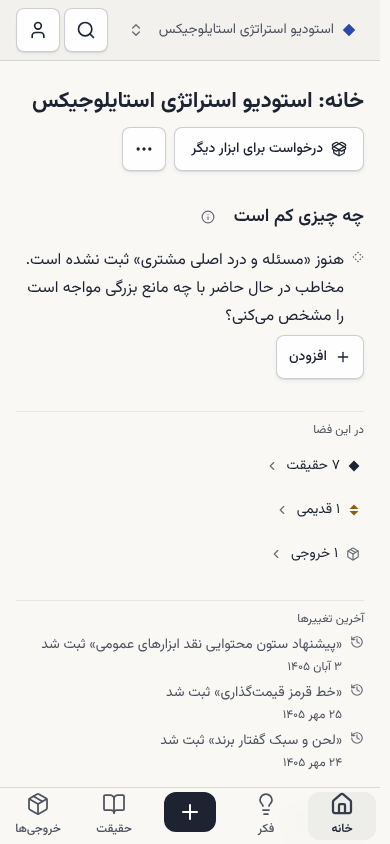 استودیو استراتژی استایلوجیکس
خانه: استودیو استراتژی استایلوجیکس
درخواست برای ابزار دیگر
چه چیزی کم است
هنوز «مسئله و درد اصلی مشتری» ثبت نشده است.
مخاطب در حال حاضر با چه مانع بزرگی مواجه است
را مشخص می‌کنی؟
افزودن
در این فضا
۷ حقیقت
۱ قدیمی
۱ خروجی
آخرین تغییرها
«پیشنهاد ستون محتوایی نقد ابزارهای عمومی» ثبت شد
۳ آبان ۱۴۰۵
«خط قرمز قیمت‌گذاری» ثبت شد
۲۵ مهر ۱۴۰۵
«لحن و سبک گفتار برند» ثبت شد
۲۴ مهر ۱۴۰۵
خانه
فکر
حقیقت
خروجی‌ها